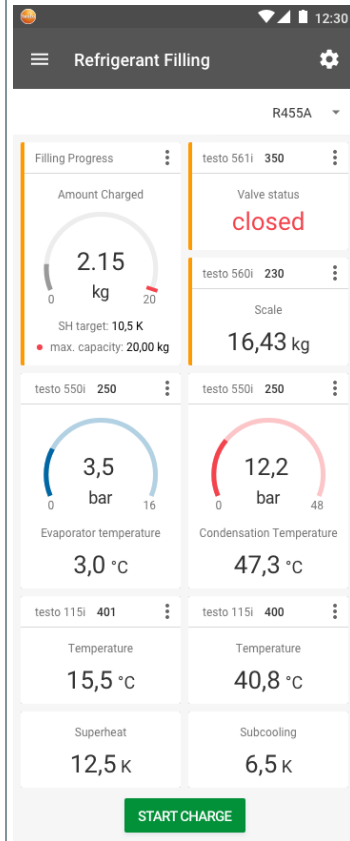 testo
12:30
Refrigerant Filling
R455A
Filling Progress
Amount Charged
2.15
kg
0 20
SH target: 10,5 K
max. capacity: 20,00 kg
testo 561i 350
Valve status
closed
testo 560i 230
Scale
16,43 kg
testo 550i 250
3,5
bar
0 16
Evaporator temperature
3,0 °C
testo 550i 250
12,2
bar
0 48
Condensation Temperature
47,3 °C
testo 115i 401
Temperature
15,5 °C
testo 115i 400
Temperature
40,8 °C
Superheat
12,5 K
Subcooling
6,5 K
START CHARGE